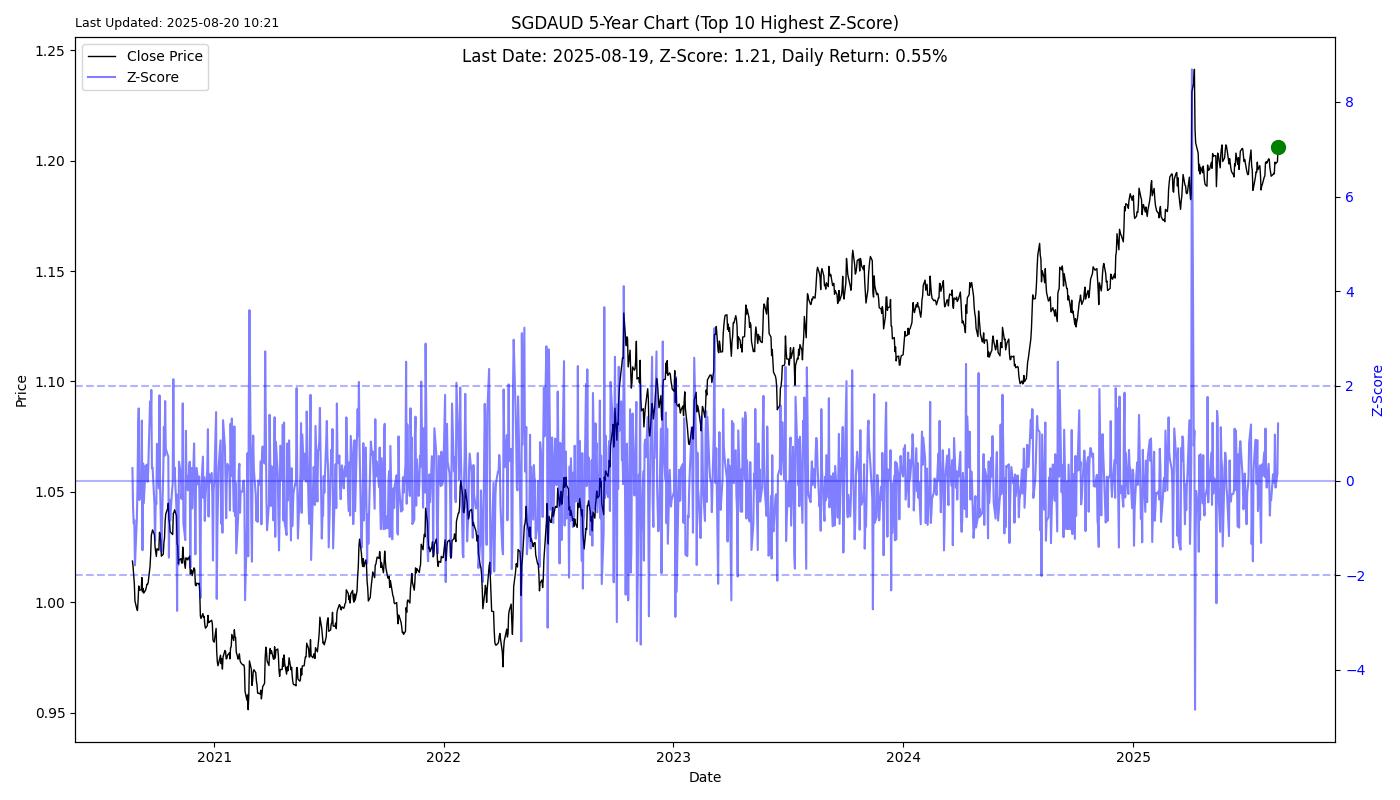 Last Updated: 2025-08-20 10:21
SGDAUD 5-Year Chart (Top 10 Highest Z-Score)
Last Date: 2025-08-19, Z-Score: 1.21, Daily Return: 0.55%
Close Price
Z-Score
1.25
1.20
1.15
1.10
1.05
1.00
0.95
Price
8
6
4
2
0
−2
−4
Z-Score
2021
2022
2023
2024
2025
Date